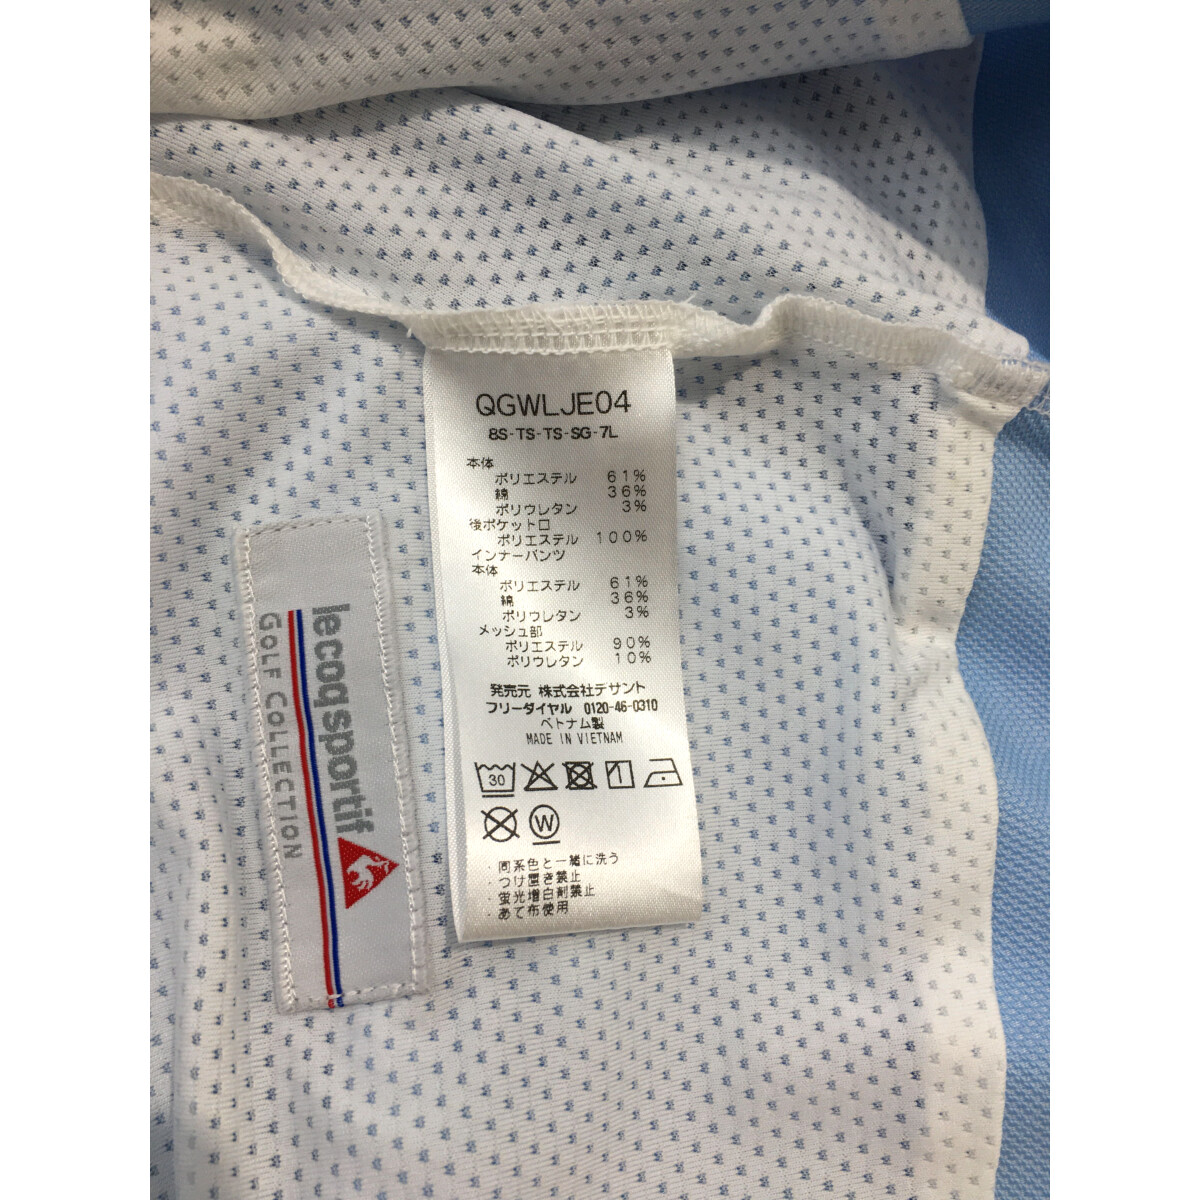 QGWLJE04
8S-TS-TS-SG-7L
本体
ポリエステル 61%
綿 36%
ポリウレタン 3%
後ポケット口
ポリエステル 100%
インナーパンツ
本体
ポリエステル 61%
綿 36%
ポリウレタン 3%
メッシュ部
ポリエステル 90%
ポリウレタン 10%
発売元 株式会社デサント
フリーダイヤル 0120-46-0310
ベトナム製
MADE IN VIETNAM
30
W
・同系色と一緒に洗う
・つけ置き禁止
・蛍光増白剤禁止
・あて布使用
lecoqsportif
GOLF COLLECTION